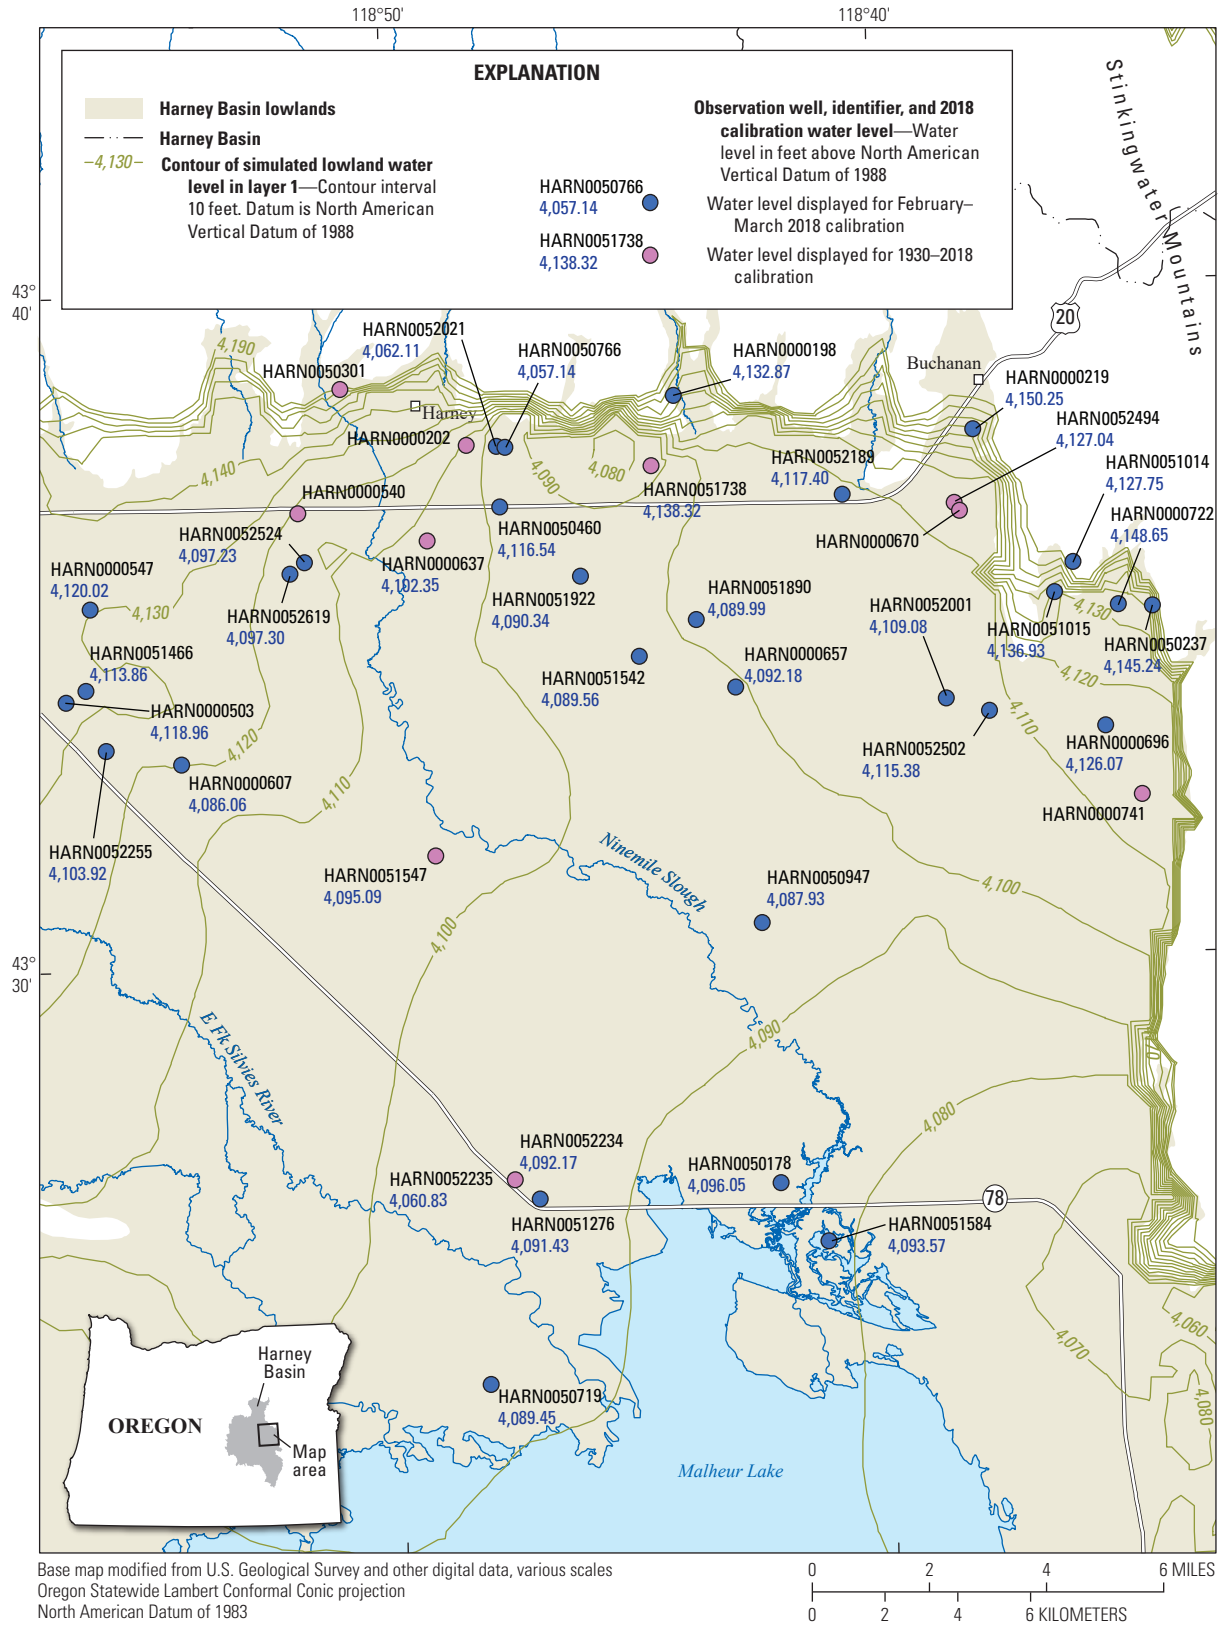 118°50'
118°40'
EXPLANATION
Harney Basin lowlands
Harney Basin
–4,130–
Contour of simulated lowland water
level in layer 1—Contour interval
10 feet. Datum is North American
Vertical Datum of 1988
Observation well, identifier, and 2018
calibration water level—Water
level in feet above North American
Vertical Datum of 1988
HARN0050766
4,057.14
Water level displayed for February–
March 2018 calibration
HARN0051738
4,138.32
Water level displayed for 1930–2018
calibration
Stinkingwater Mountains
20
43°
40'
4,190
HARN0052021
4,062.11
HARN0050766
4,057.14
HARN0000198
4,132.87
HARN0050301
Buchanan
HARN0000219
4,150.25
Harney
HARN0000202
HARN0052494
4,127.04
4,140
4,090
4,080
HARN0052189
4,117.40
HARN0051014
4,127.75
HARN0000540
HARN0051738
4,138.32
HARN0000722
4,148.65
HARN0052524
4,097.23
HARN0050460
4,116.54
HARN0000670
HARN0000637
4,102.35
HARN0000547
4,120.02
4,130
HARN0052619
4,097.30
HARN0051922
4,090.34
HARN0051890
4,089.99
HARN0052001
4,109.08
4,130
HARN0051015
4,136.93
HARN0050237
4,145.24
HARN0051466
4,113.86
HARN0000657
4,092.18
HARN0051542
4,089.56
4,120
HARN0000503
4,118.96
4,110
4,120
HARN0052502
4,115.38
HARN0000696
4,126.07
HARN0000607
4,086.06
4,110
HARN0000741
HARN0052255
4,103.92
HARN0051547
4,095.09
Ninemile Slough
HARN0050947
4,087.93
4,100
4,100
43°
30'
E Fk Silvies River
4,090
70
4,080
HARN0052234
4,092.17
HARN0052235
4,060.83
HARN0050178
4,096.05
78
HARN0051276
4,091.43
HARN0051584
4,093.57
4,060
4,070
4,080
Harney
Basin
OREGON
Map
area
HARN0050719
4,089.45
Malheur Lake
Base map modified from U.S. Geological Survey and other digital data, various scales
Oregon Statewide Lambert Conformal Conic projection
North American Datum of 1983
0 2 4 6 MILES
0 2 4 6 KILOMETERS